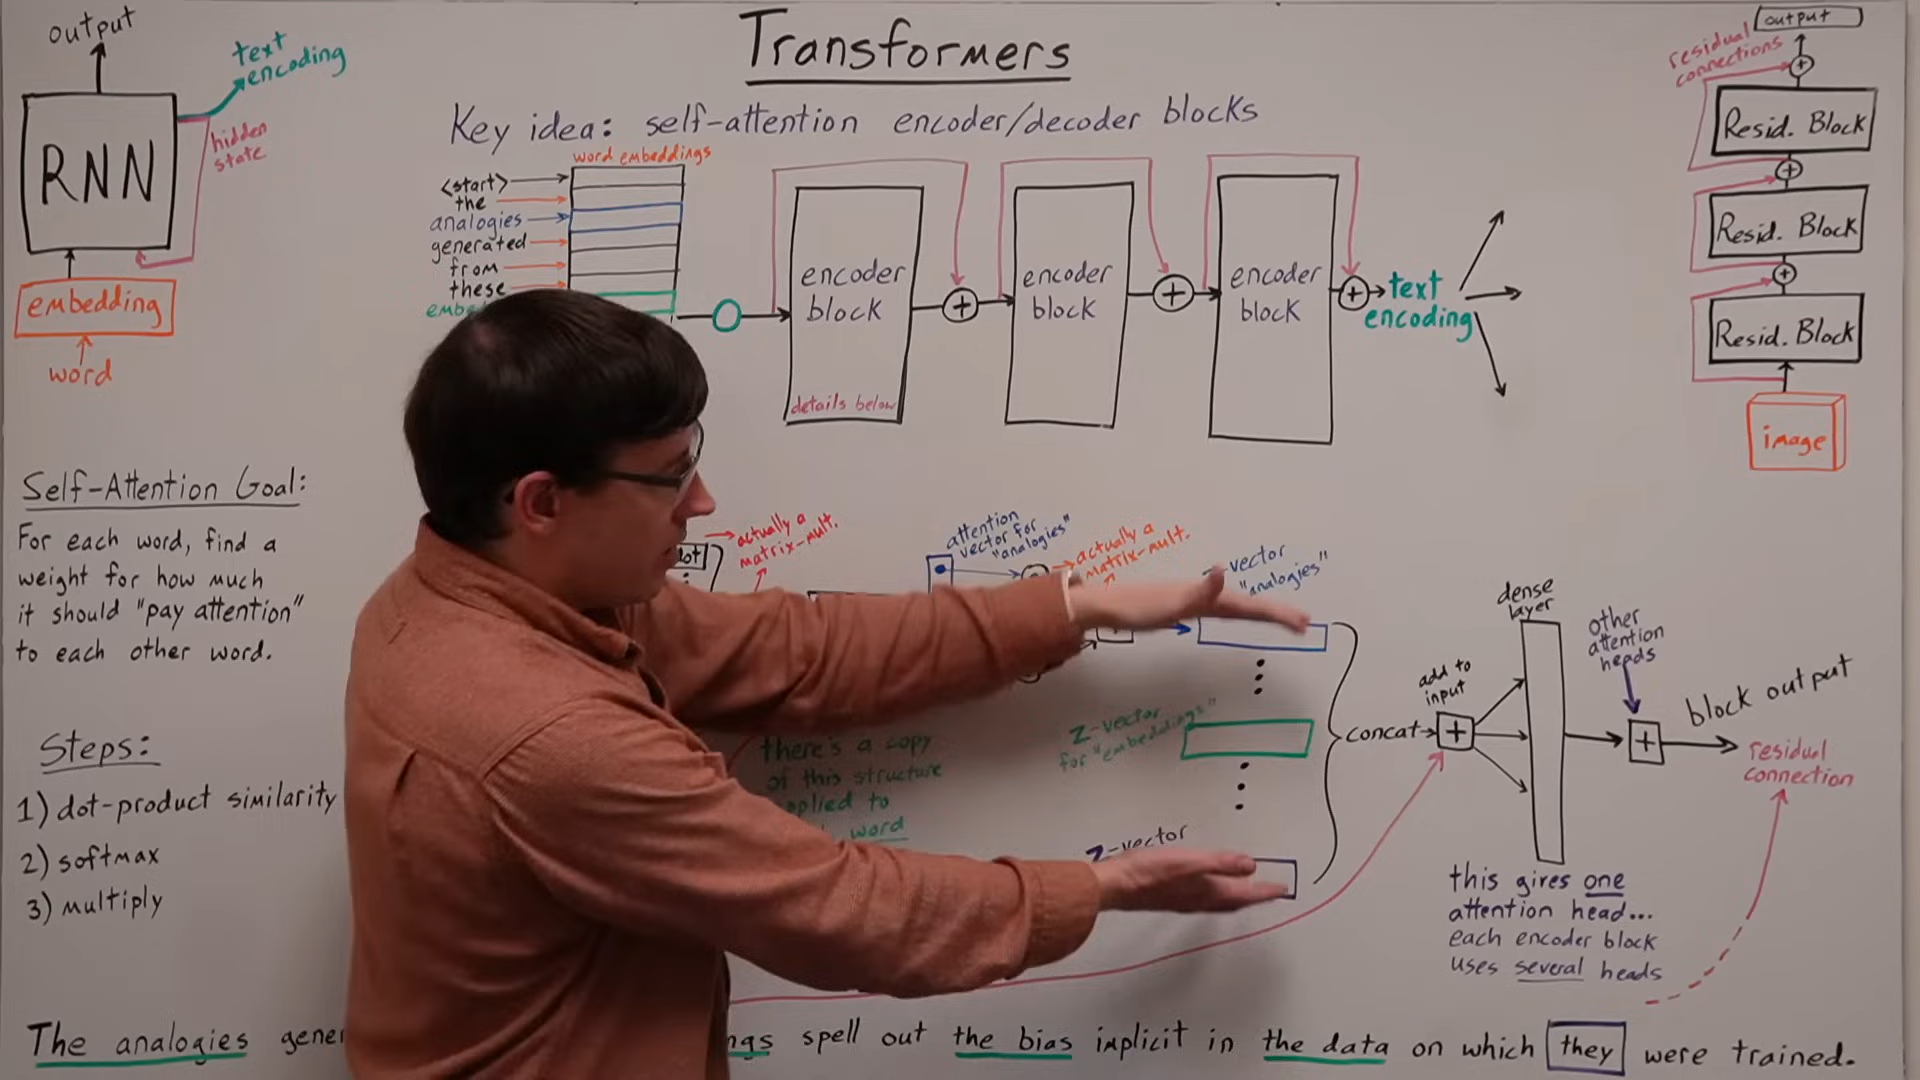 Transformers
Key idea: self-attention encoder/decoder blocks
output
text
encoding
RNN
hidden
state
embedding
word
word embeddings
<start>
the
analogies
generated
from
these
encoder
block
details below
encoder
block
encoder
block
text
encoding
output
residual
connections
Resid. Block
Resid. Block
Resid. Block
image
Self-Attention Goal:
For each word, find a
weight for how much
it should "pay attention"
to each other word.
Steps:
1) dot-product similarity
2) softmax
3) multiply
actually a
matrix-mult.
attention
vector for
"analogies"
actually a
matrix-mult.
vector
"analogies"
there's a copy
of this structure
applied to
word
z-vector
for "embeddings"
z-vector
concat
add to
input
dense
layer
other
attention
heads
block output
residual
connection
this gives one
attention head...
each encoder block
uses several heads
The analogies spell out the bias implicit in the data on which they were trained.